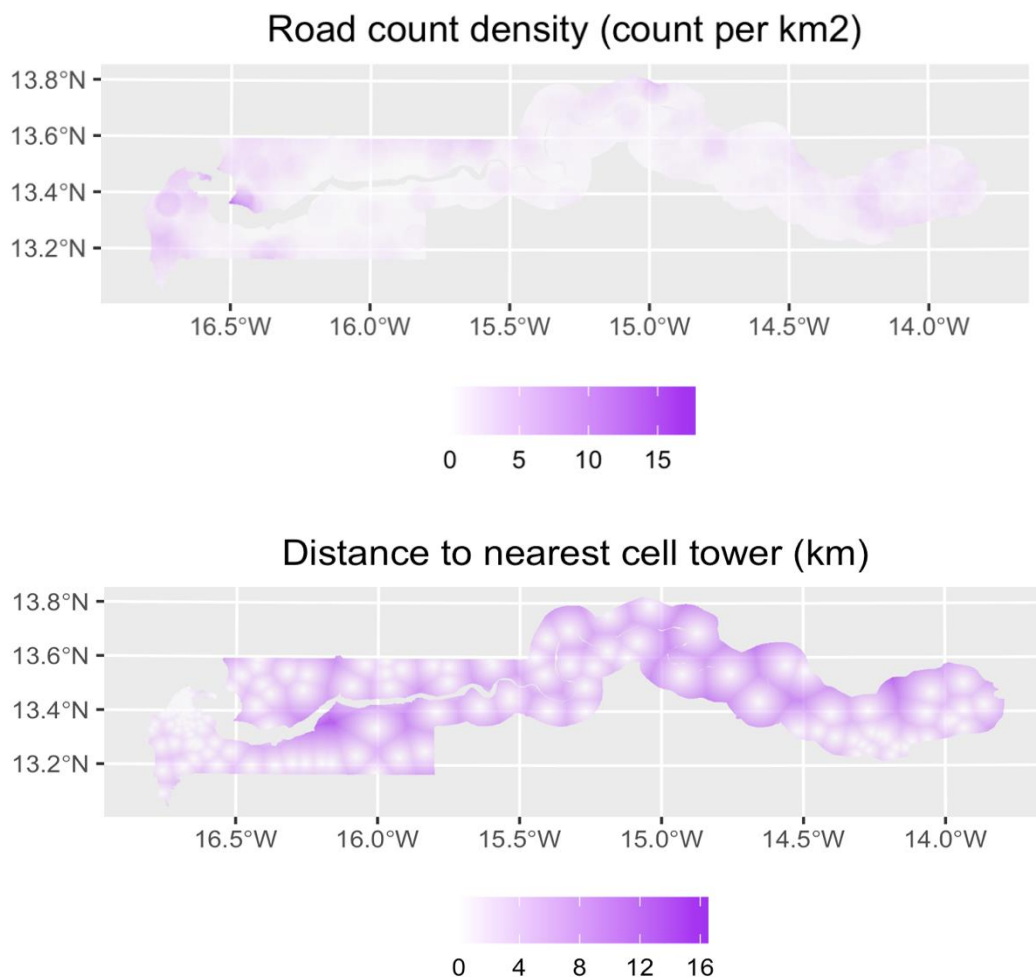 Road count density (count per km2)
13.8°N
13.6°N
13.4°N
13.2°N
16.5°W 16.0°W 15.5°W 15.0°W 14.5°W 14.0°W
0 5 10 15
Distance to nearest cell tower (km)
13.8°N
13.6°N
13.4°N
13.2°N
16.5°W 16.0°W 15.5°W 15.0°W 14.5°W 14.0°W
0 4 8 12 16